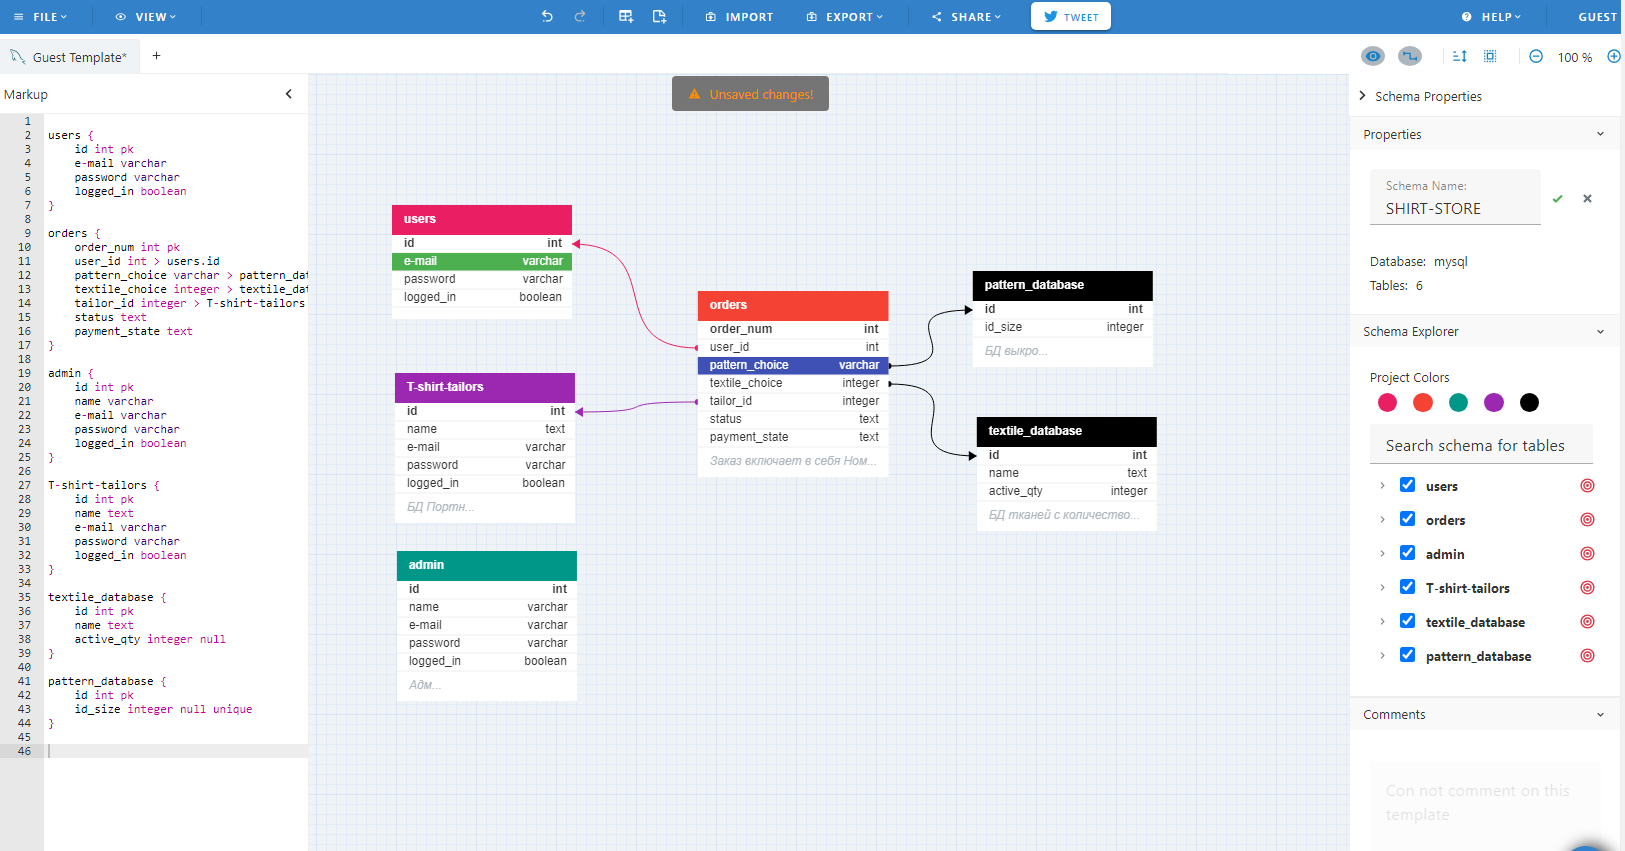 FILE
VIEW
IMPORT
EXPORT
SHARE
TWEET
HELP
GUEST
Guest Template*
+
100 %
Markup
Unsaved changes!
1
2 users {
3 id int pk
4 e-mail varchar
5 password varchar
6 logged_in boolean
7 }
8
9 orders {
10 order_num int pk
11 user_id int > users.id
12 pattern_choice varchar > pattern_dat
13 textile_choice integer > textile_dat
14 tailor_id integer > T-shirt-tailors
15 status text
16 payment_state text
17 }
18
19 admin {
20 id int pk
21 name varchar
22 e-mail varchar
23 password varchar
24 logged_in boolean
25 }
26
27 T-shirt-tailors {
28 id int pk
29 name text
30 e-mail varchar
31 password varchar
32 logged_in boolean
33 }
34
35 textile_database {
36 id int pk
37 name text
38 active_qty integer null
39 }
40
41 pattern_database {
42 id int pk
43 id_size integer null unique
44 }
45
46
users
id int
e-mail varchar
password varchar
logged_in boolean
T-shirt-tailors
id int
name text
e-mail varchar
password varchar
logged_in boolean
БД Портн...
admin
id int
name varchar
e-mail varchar
password varchar
logged_in boolean
Адм...
orders
order_num int
user_id int
pattern_choice varchar
textile_choice integer
tailor_id integer
status text
payment_state text
Заказ включает в себя Ном...
pattern_database
id int
id_size integer
БД выкро...
textile_database
id int
name text
active_qty integer
БД тканей с количество...
Schema Properties
Properties
Schema Name:
SHIRT-STORE
Database: mysql
Tables: 6
Schema Explorer
Project Colors
Search schema for tables
users
orders
admin
T-shirt-tailors
textile_database
pattern_database
Comments
Con not comment on this
template